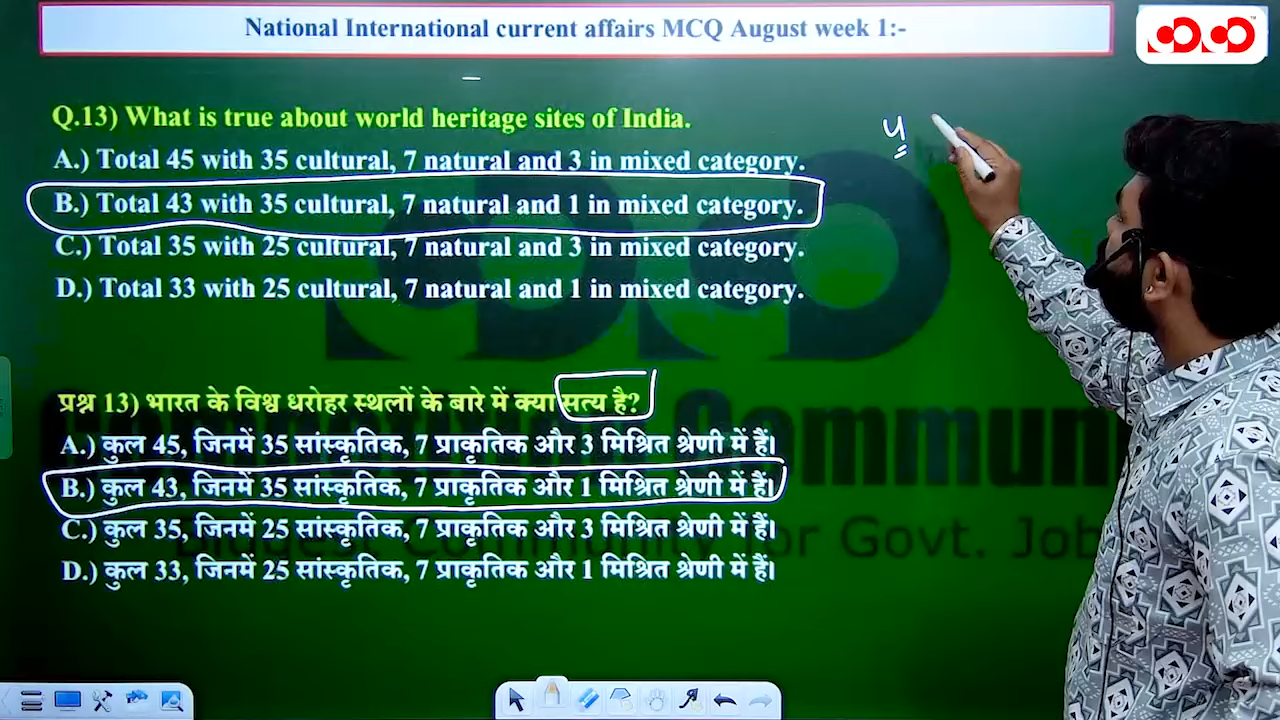 National International current affairs MCQ August week 1:-
Q.13) What is true about world heritage sites of India.
A.) Total 45 with 35 cultural, 7 natural and 3 in mixed category.
B.) Total 43 with 35 cultural, 7 natural and 1 in mixed category.
C.) Total 35 with 25 cultural, 7 natural and 3 in mixed category.
D.) Total 33 with 25 cultural, 7 natural and 1 in mixed category.
प्रश्न 13) भारत के विश्व धरोहर स्थलों के बारे में क्या सत्य है?
A.) कुल 45, जिनमें 35 सांस्कृतिक, 7 प्राकृतिक और 3 मिश्रित श्रेणी में हैं।
B.) कुल 43, जिनमें 35 सांस्कृतिक, 7 प्राकृतिक और 1 मिश्रित श्रेणी में हैं।
C.) कुल 35, जिनमें 25 सांस्कृतिक, 7 प्राकृतिक और 3 मिश्रित श्रेणी में हैं।
D.) कुल 33, जिनमें 25 सांस्कृतिक, 7 प्राकृतिक और 1 मिश्रित श्रेणी में हैं।
for Govt. Job